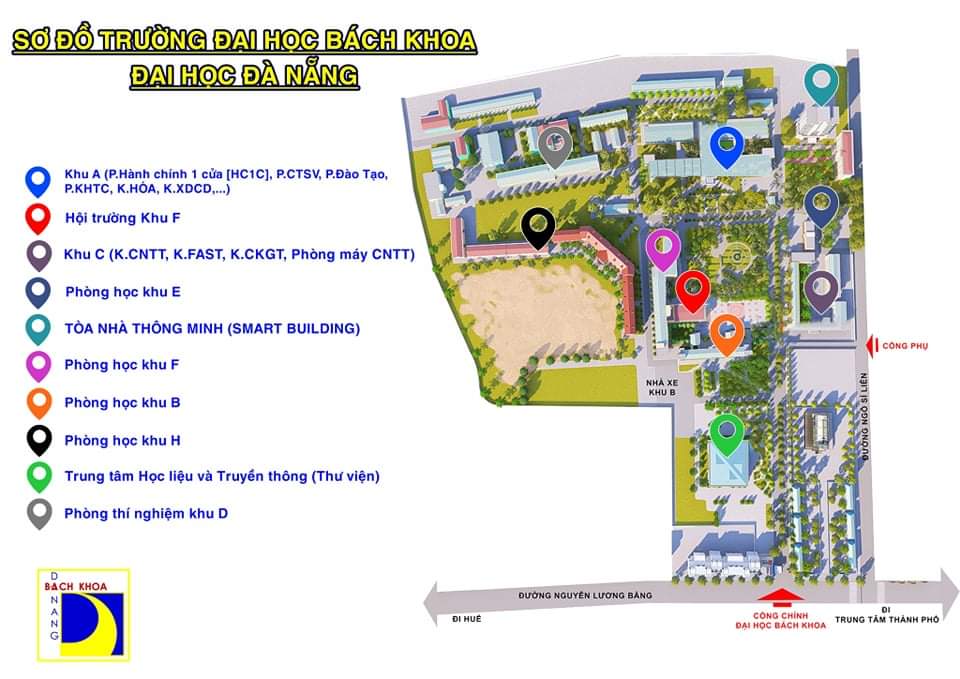 SƠ ĐỒ TRƯỜNG ĐẠI HỌC BÁCH KHOA
ĐẠI HỌC ĐÀ NẴNG
Khu A (P.Hành chính 1 cửa [HC1C], P.CTSV, P.Đào Tạo,
P.KHTC, K.HÓA, K.XDCD,...)
Hội trường Khu F
Khu C (K.CNTT, K.FAST, K.CKGT, Phòng máy CNTT)
Phòng học khu E
TÒA NHÀ THÔNG MINH (SMART BUILDING)
Phòng học khu F
Phòng học khu B
Phòng học khu H
Trung tâm Học liệu và Truyền thông (Thư viện)
Phòng thí nghiệm khu D
CỔNG PHỤ
NHÀ XE
KHU B
ĐƯỜNG NGÔ SĨ LIÊN
ĐƯỜNG NGUYỄN LƯƠNG BẰNG
ĐI HUẾ
CỔNG CHÍNH
ĐẠI HỌC BÁCH KHOA
ĐI
TRUNG TÂM THÀNH PHỐ
BÁCH KHOA
DANANG